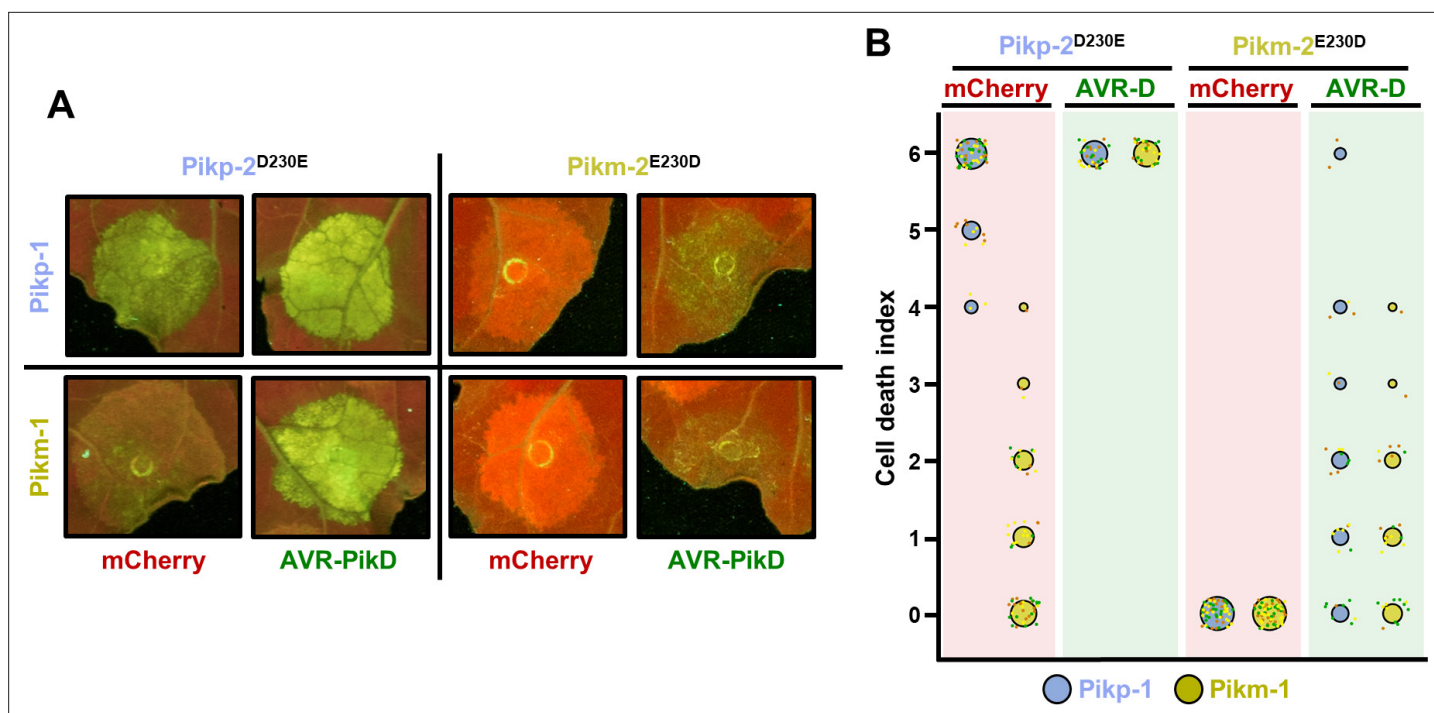 A
Pikp-2D230E
Pikm-2E230D
Pikp-1
Pikm-1
mCherry
AVR-PikD
mCherry
AVR-PikD
B
Pikp-2D230E
Pikm-2E230D
mCherry
AVR-D
mCherry
AVR-D
Cell death index
6
5
4
3
2
1
0
Pikp-1
Pikm-1